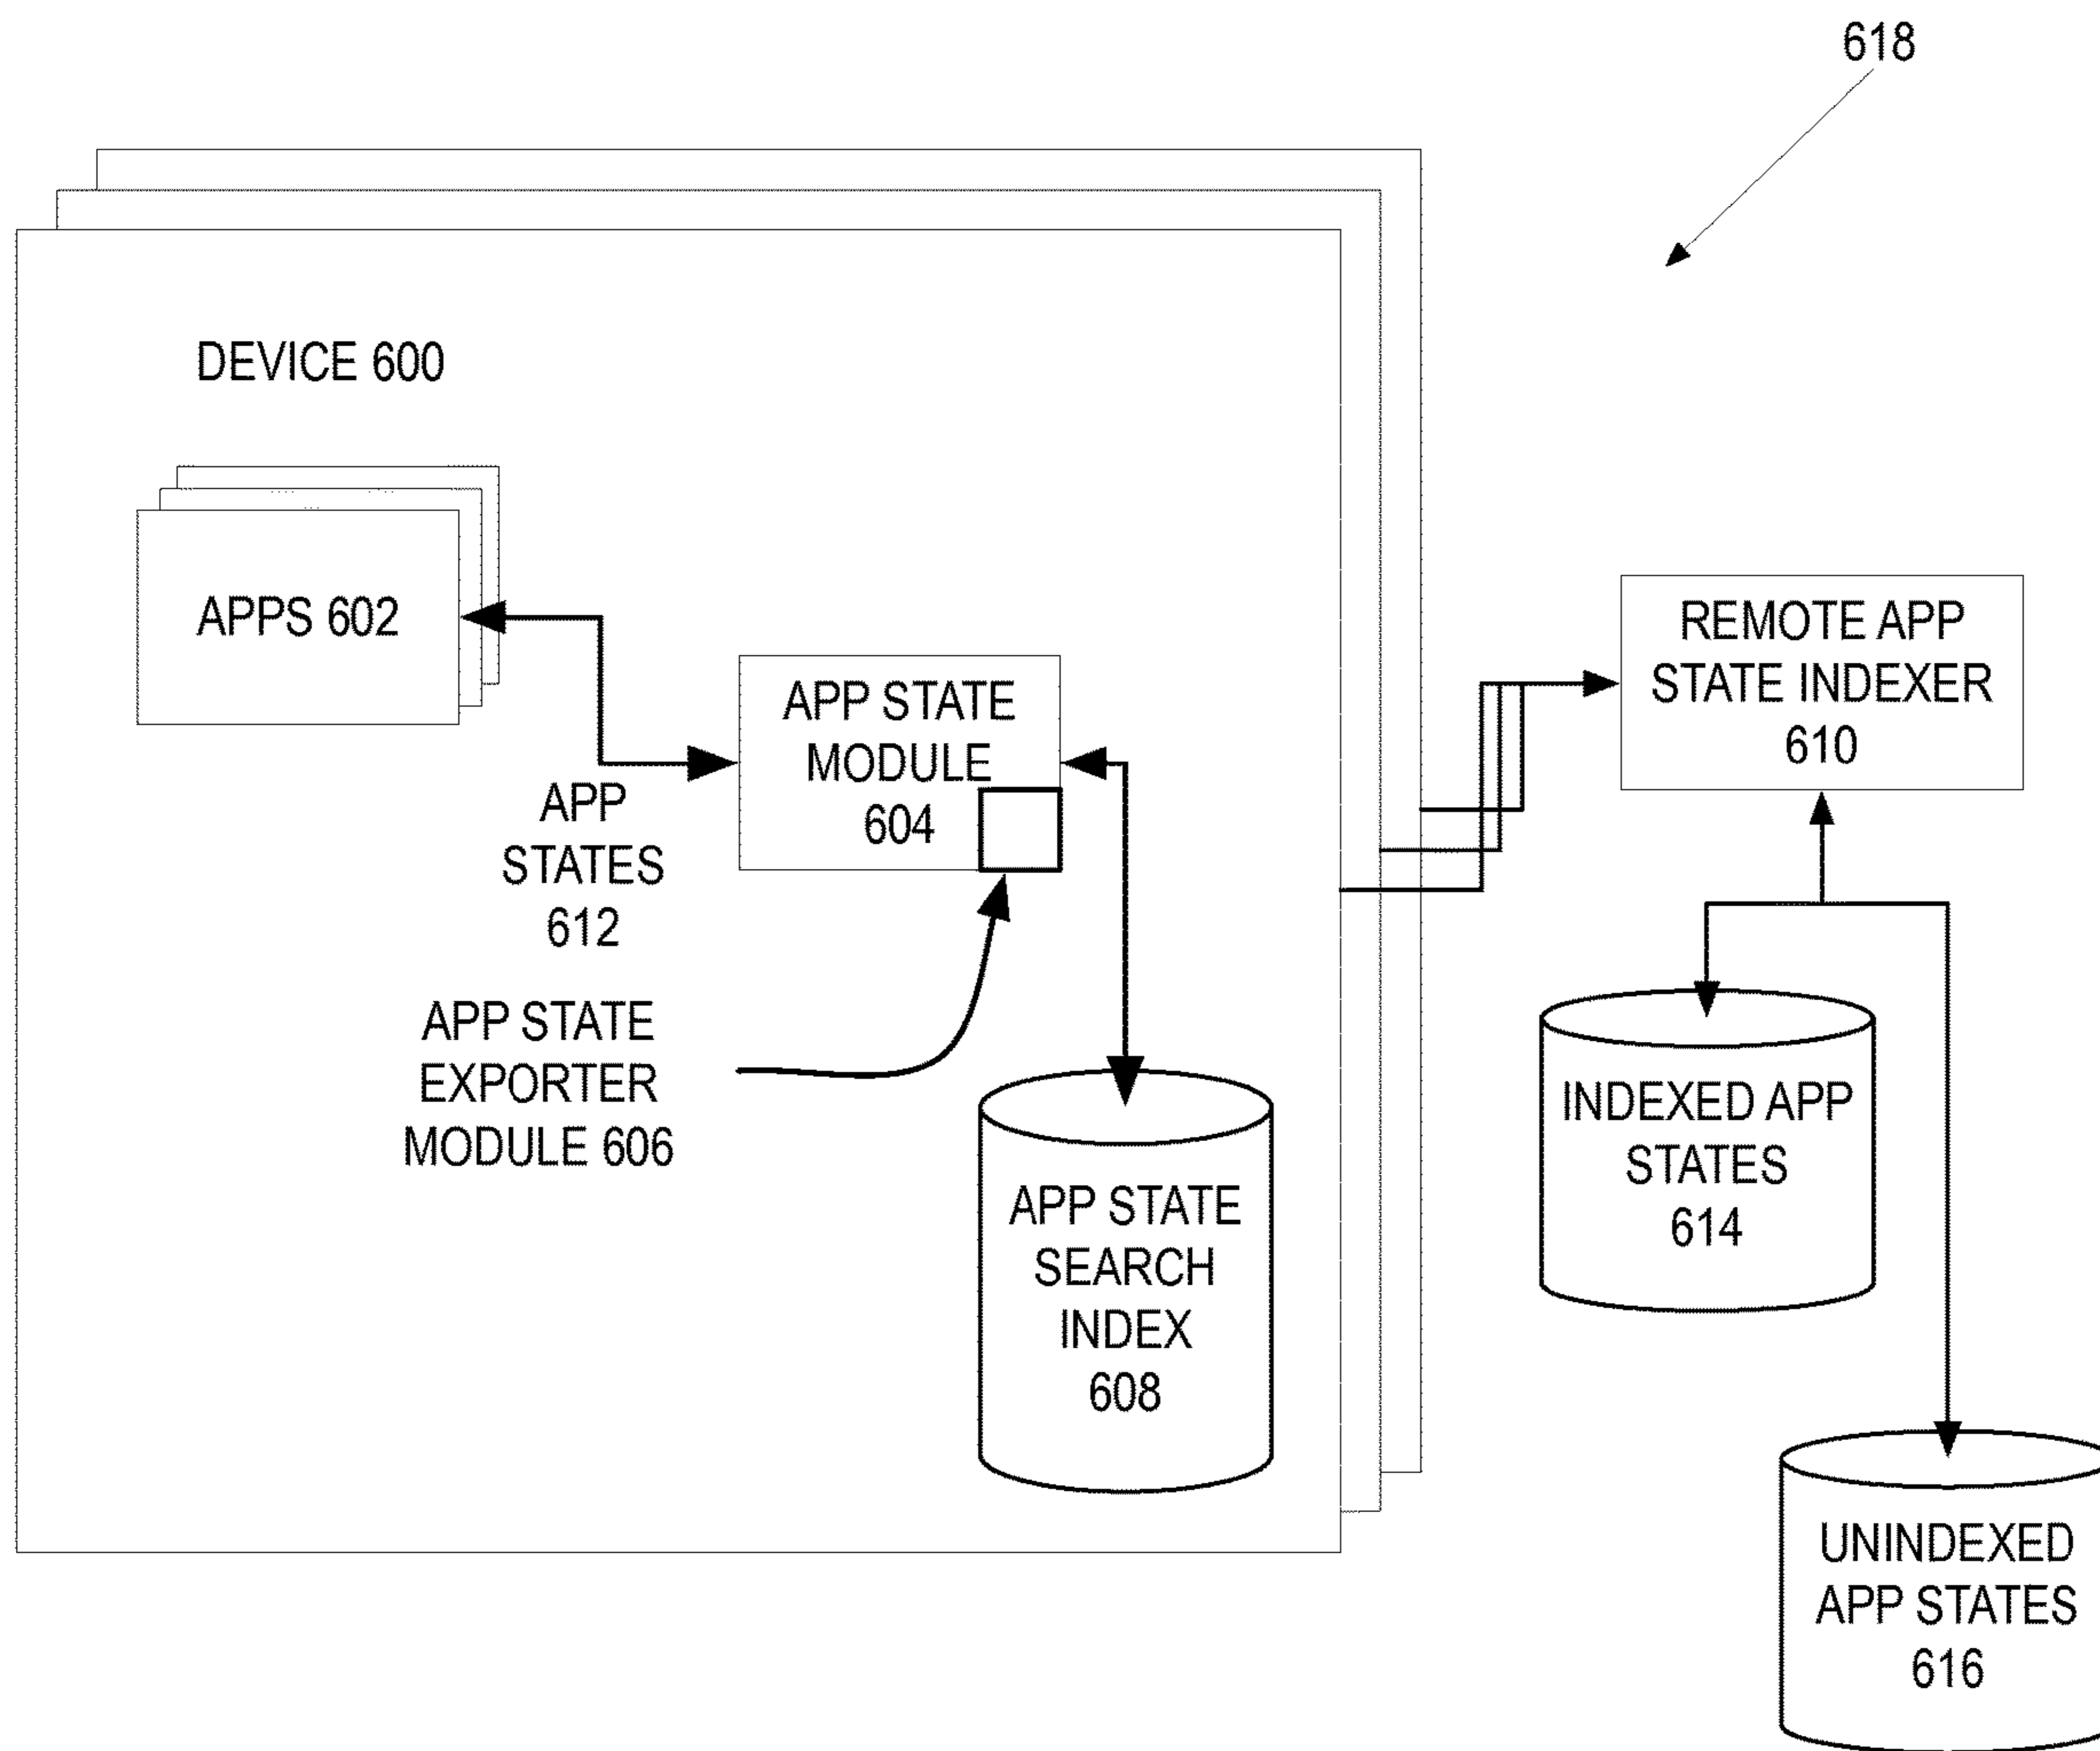 618
DEVICE 600
APPS 602
APP STATE
MODULE
604
APP
STATES
612
APP STATE
EXPORTER
MODULE 606
APP STATE
SEARCH
INDEX
608
REMOTE APP
STATE INDEXER
610
INDEXED APP
STATES
614
UNINDEXED
APP STATES
616